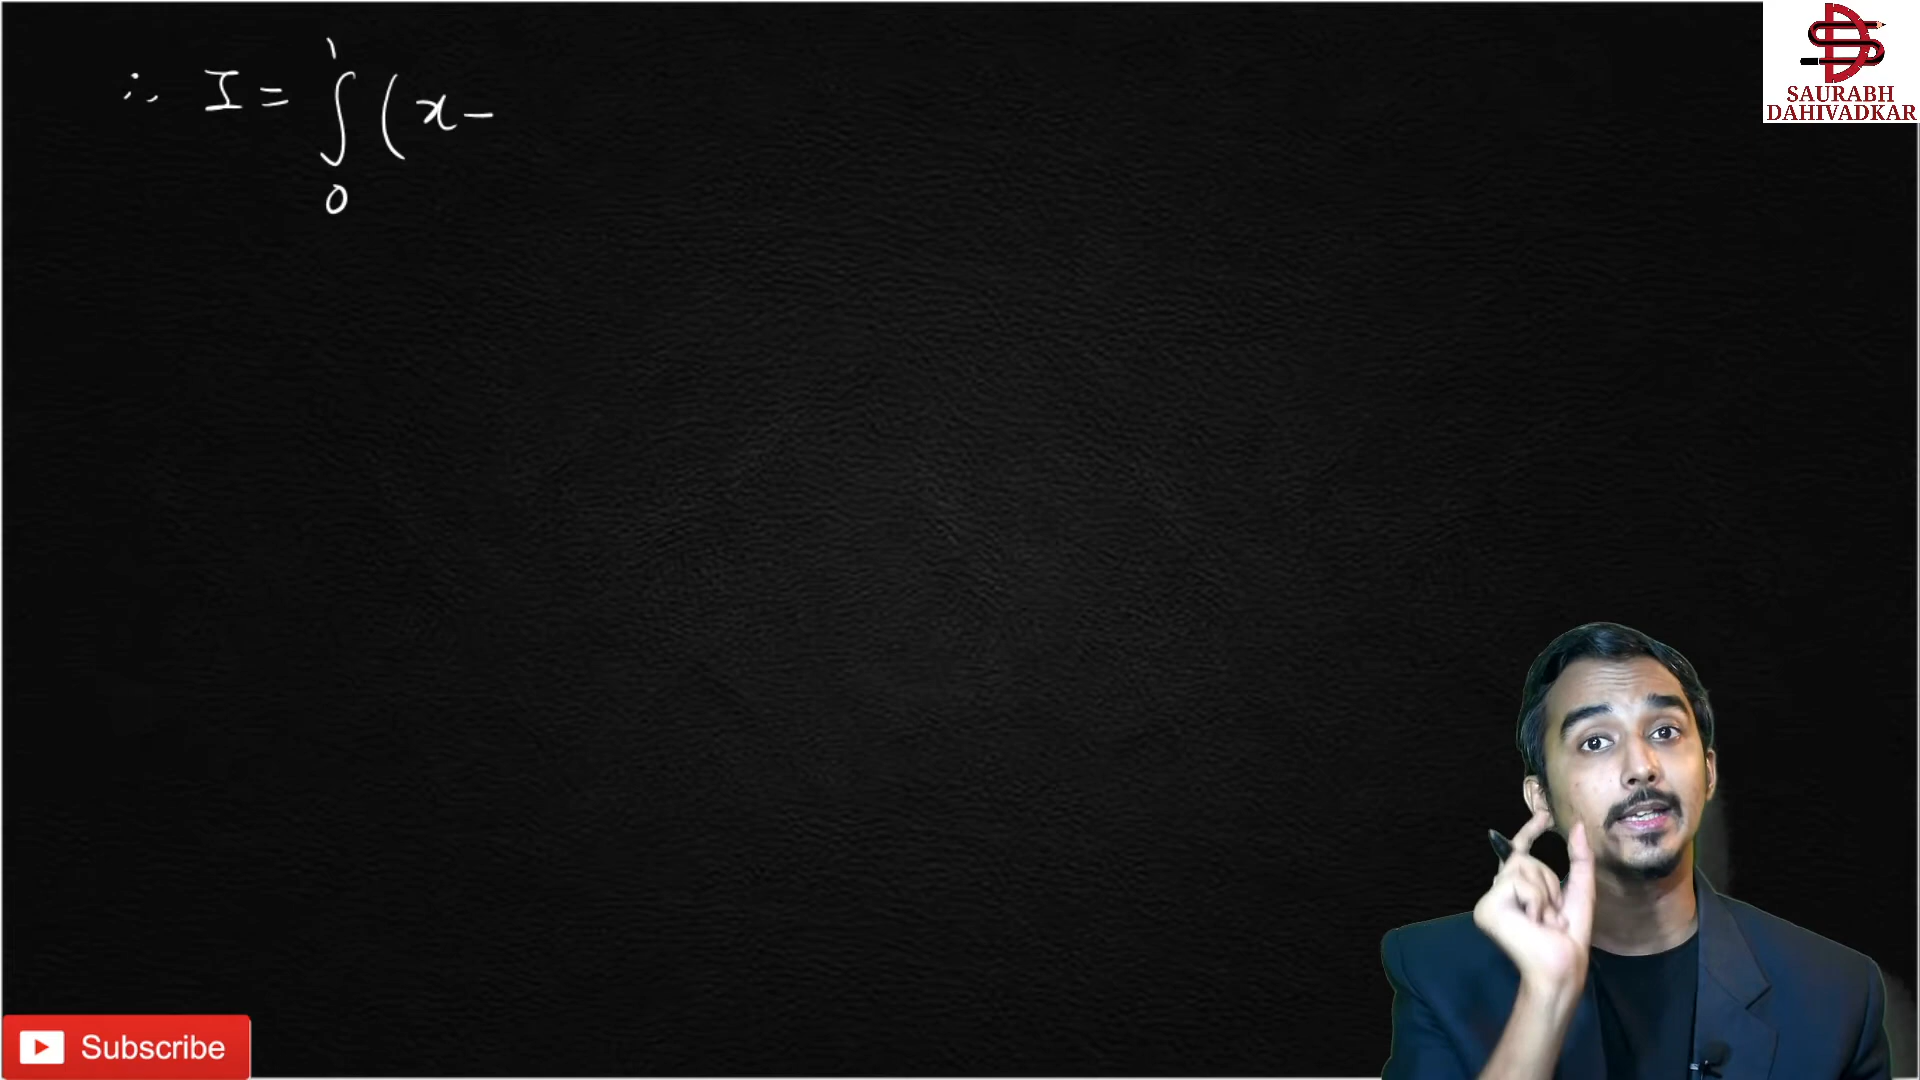 ∴ I = ∫₀¹ (x −
SAURABH
DAHIVADKAR
Subscribe